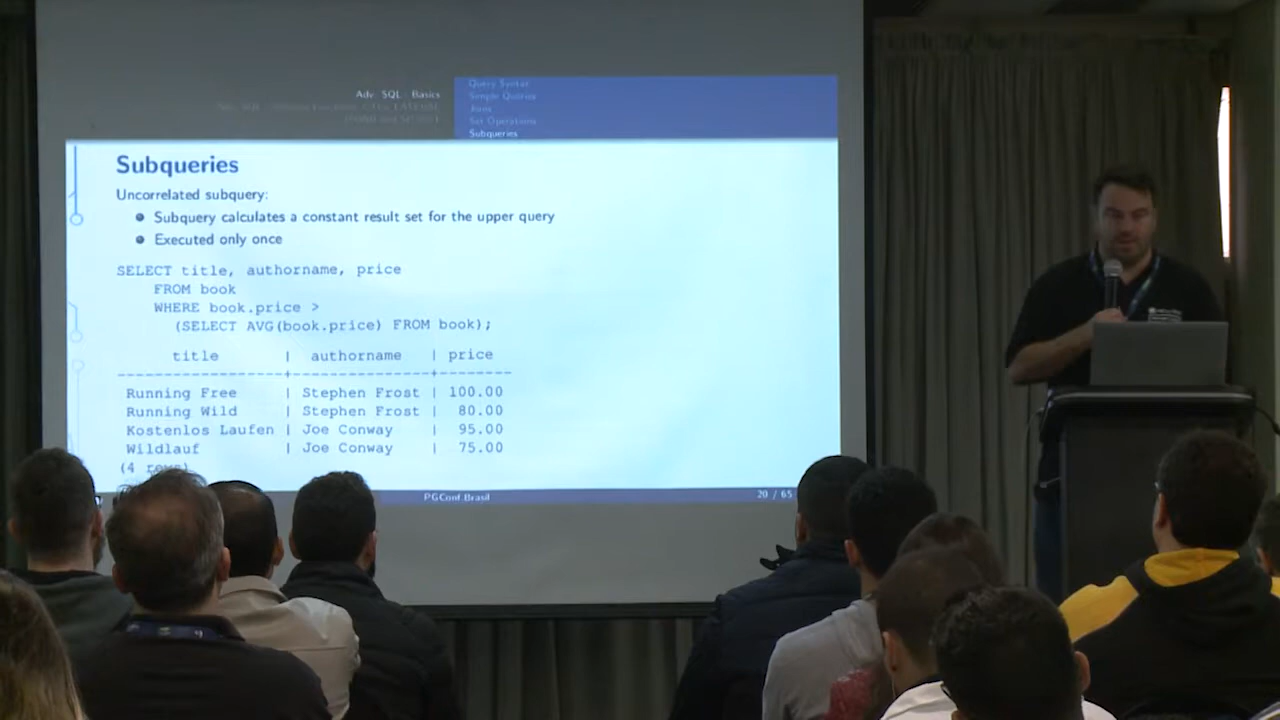 Adv. SQL - Basics
Query Syntax
Simple Queries
Joins
Set Operations
Subqueries
Subqueries
Uncorrelated subquery:
Subquery calculates a constant result set for the upper query
Executed only once
SELECT title, authorname, price
FROM book
WHERE book.price >
(SELECT AVG(book.price) FROM book);
title | authorname | price
-----------------+---------------+--------
Running Free | Stephen Frost | 100.00
Running Wild | Stephen Frost | 80.00
Kostenlos Laufen | Joe Conway | 95.00
Wildlauf | Joe Conway | 75.00
(4 rows)
PGConf.Brasil
20 / 65